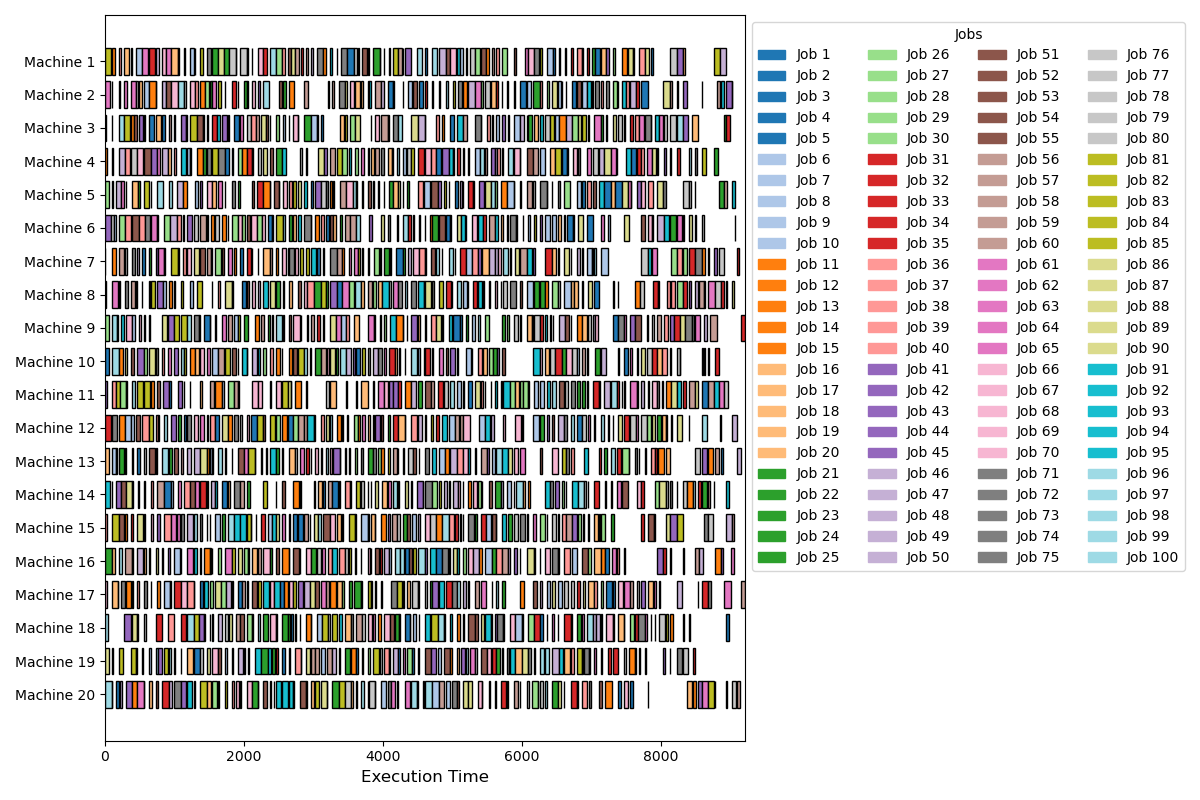 Jobs
Job 1 Job 26 Job 51 Job 76
Job 2 Job 27 Job 52 Job 77
Job 3 Job 28 Job 53 Job 78
Job 4 Job 29 Job 54 Job 79
Job 5 Job 30 Job 55 Job 80
Job 6 Job 31 Job 56 Job 81
Job 7 Job 32 Job 57 Job 82
Job 8 Job 33 Job 58 Job 83
Job 9 Job 34 Job 59 Job 84
Job 10 Job 35 Job 60 Job 85
Job 11 Job 36 Job 61 Job 86
Job 12 Job 37 Job 62 Job 87
Job 13 Job 38 Job 63 Job 88
Job 14 Job 39 Job 64 Job 89
Job 15 Job 40 Job 65 Job 90
Job 16 Job 41 Job 66 Job 91
Job 17 Job 42 Job 67 Job 92
Job 18 Job 43 Job 68 Job 93
Job 19 Job 44 Job 69 Job 94
Job 20 Job 45 Job 70 Job 95
Job 21 Job 46 Job 71 Job 96
Job 22 Job 47 Job 72 Job 97
Job 23 Job 48 Job 73 Job 98
Job 24 Job 49 Job 74 Job 99
Job 25 Job 50 Job 75 Job 100
Machine 1
Machine 2
Machine 3
Machine 4
Machine 5
Machine 6
Machine 7
Machine 8
Machine 9
Machine 10
Machine 11
Machine 12
Machine 13
Machine 14
Machine 15
Machine 16
Machine 17
Machine 18
Machine 19
Machine 20
0 2000 4000 6000 8000
Execution Time